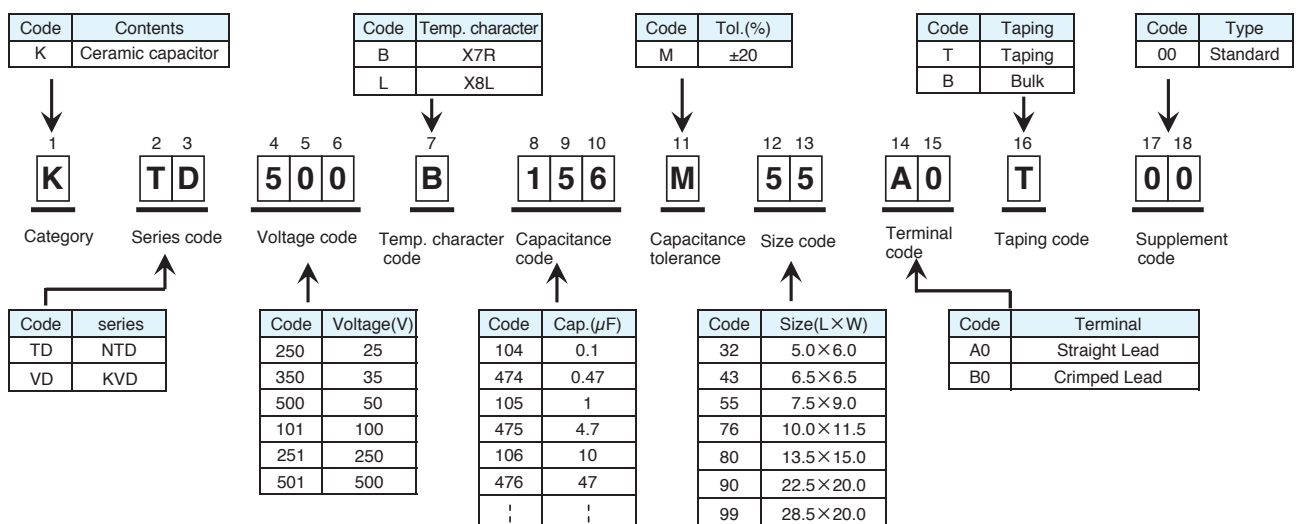 Code Contents
K Ceramic capacitor
Code Temp. character
B X7R
L X8L
Code Tol.(%)
M ±20
Code Taping
T Taping
B Bulk
Code Type
00 Standard
1 2 3 4 5 6 7 8 9 10 11 12 13 14 15 16 17 18
K T D 5 0 0 B 1 5 6 M 5 5 A 0 T 0 0
Category
Series code
Voltage code
Temp. character
code
Capacitance
code
Capacitance
tolerance
Size code
Terminal
code
Taping code
Supplement
code
Code series
TD NTD
VD KVD
Code Voltage(V)
250 25
350 35
500 50
101 100
251 250
501 500
Code Cap.(μF)
104 0.1
474 0.47
105 1
475 4.7
106 10
476 47
Code Size(L×W)
32 5.0×6.0
43 6.5×6.5
55 7.5×9.0
76 10.0×11.5
80 13.5×15.0
90 22.5×20.0
99 28.5×20.0
Code Terminal
A0 Straight Lead
B0 Crimped Lead